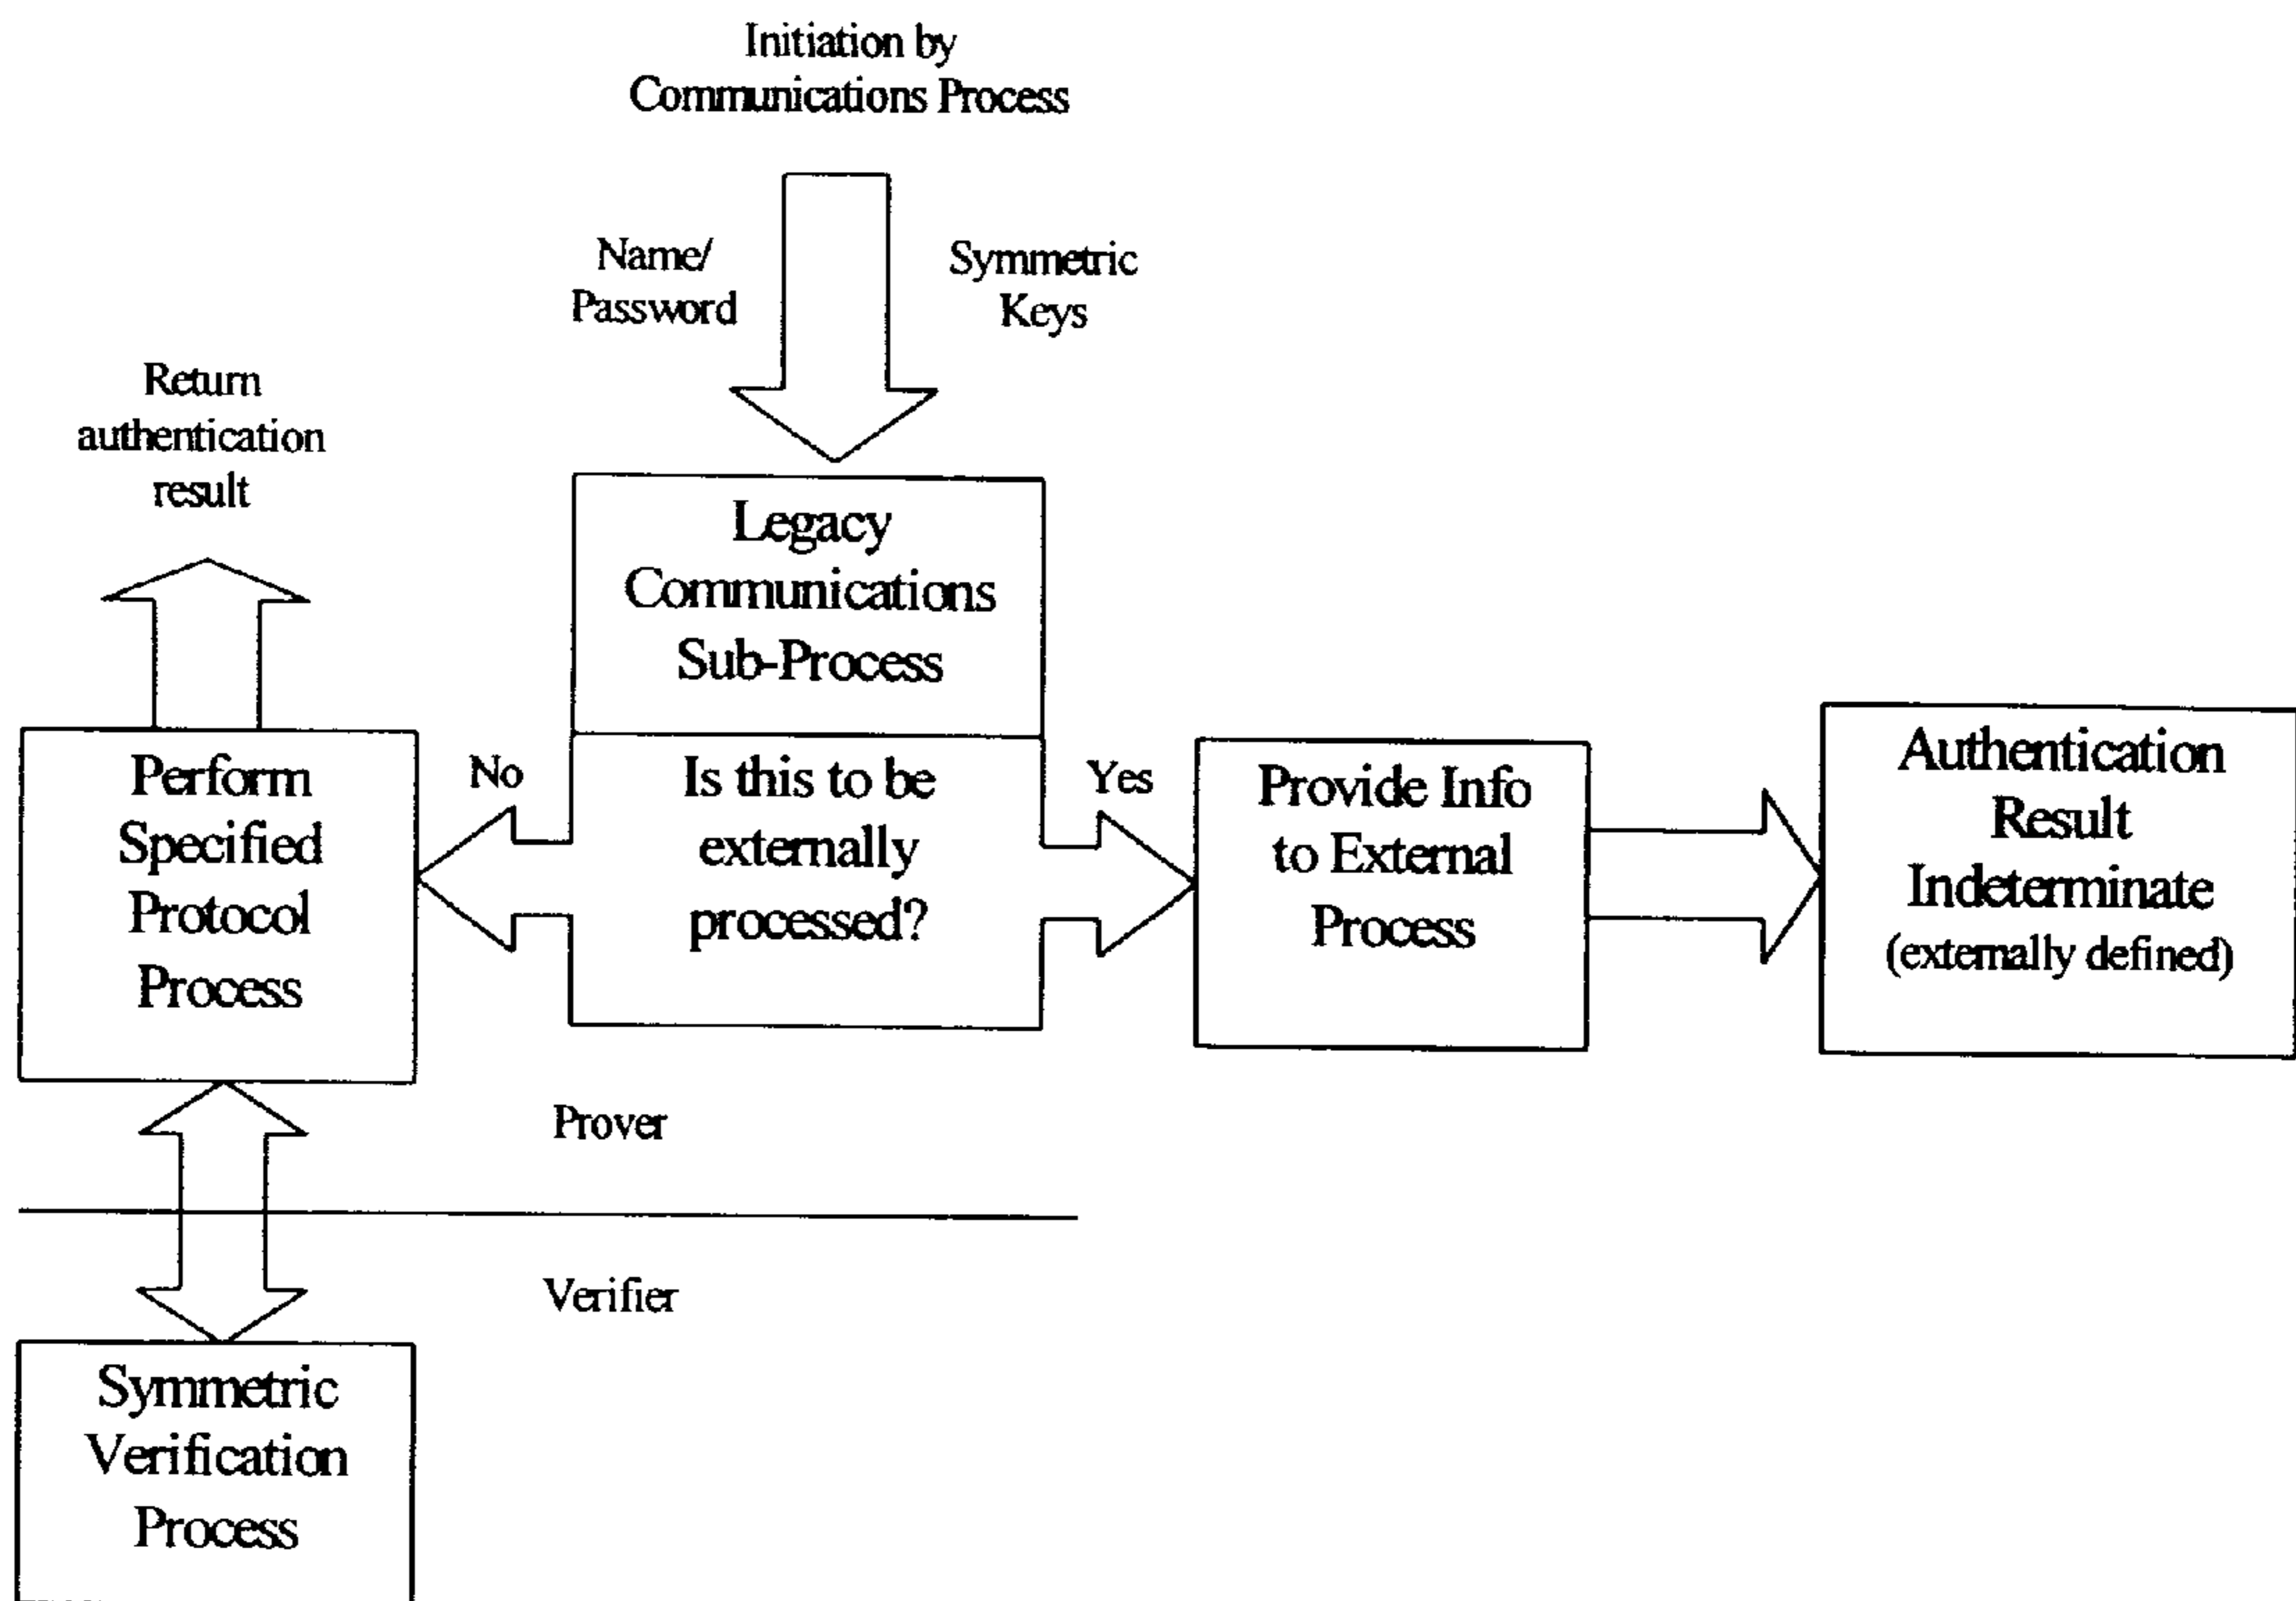 Initiation by
Communications Process
Name/
Password
Symmetric
Keys
Return
authentication
result
Legacy
Communications
Sub-Process
Perform
Specified
Protocol
Process
No
Is this to be
externally
processed?
Yes
Provide Info
to External
Process
Authentication
Result
Indeterminate
(externally defined)
Prover
Verifier
Symmetric
Verification
Process